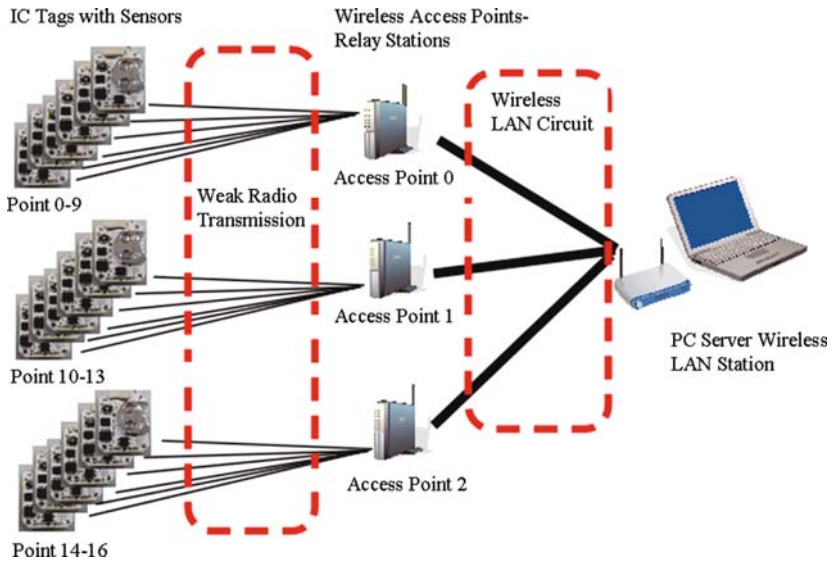 IC Tags with Sensors
Wireless Access Points-
Relay Stations
Wireless
LAN Circuit
Access Point 0
Weak Radio
Transmission
Point 0-9
Access Point 1
PC Server Wireless
LAN Station
Point 10-13
Access Point 2
Point 14-16